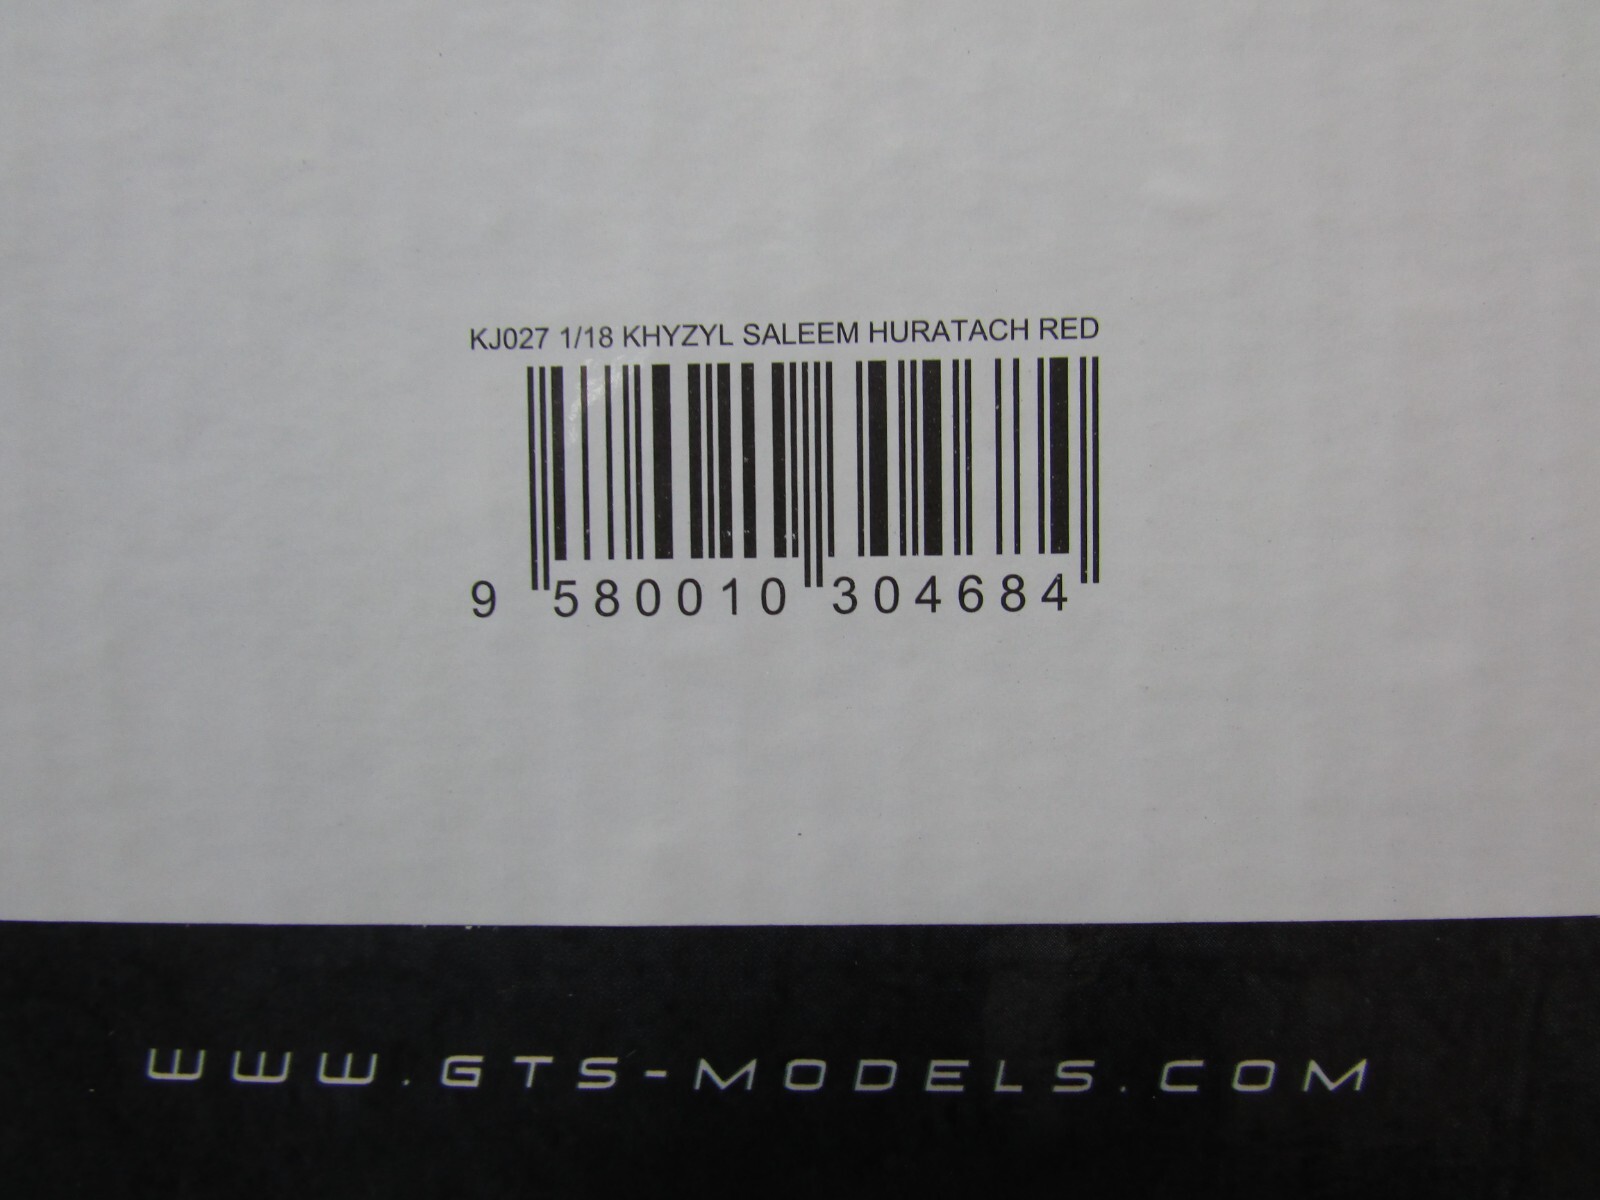 KJ027 1/18 KHYZYL SALEEM HURATACH RED
9 580010 304684
WWW.GTS-MODELS.COM